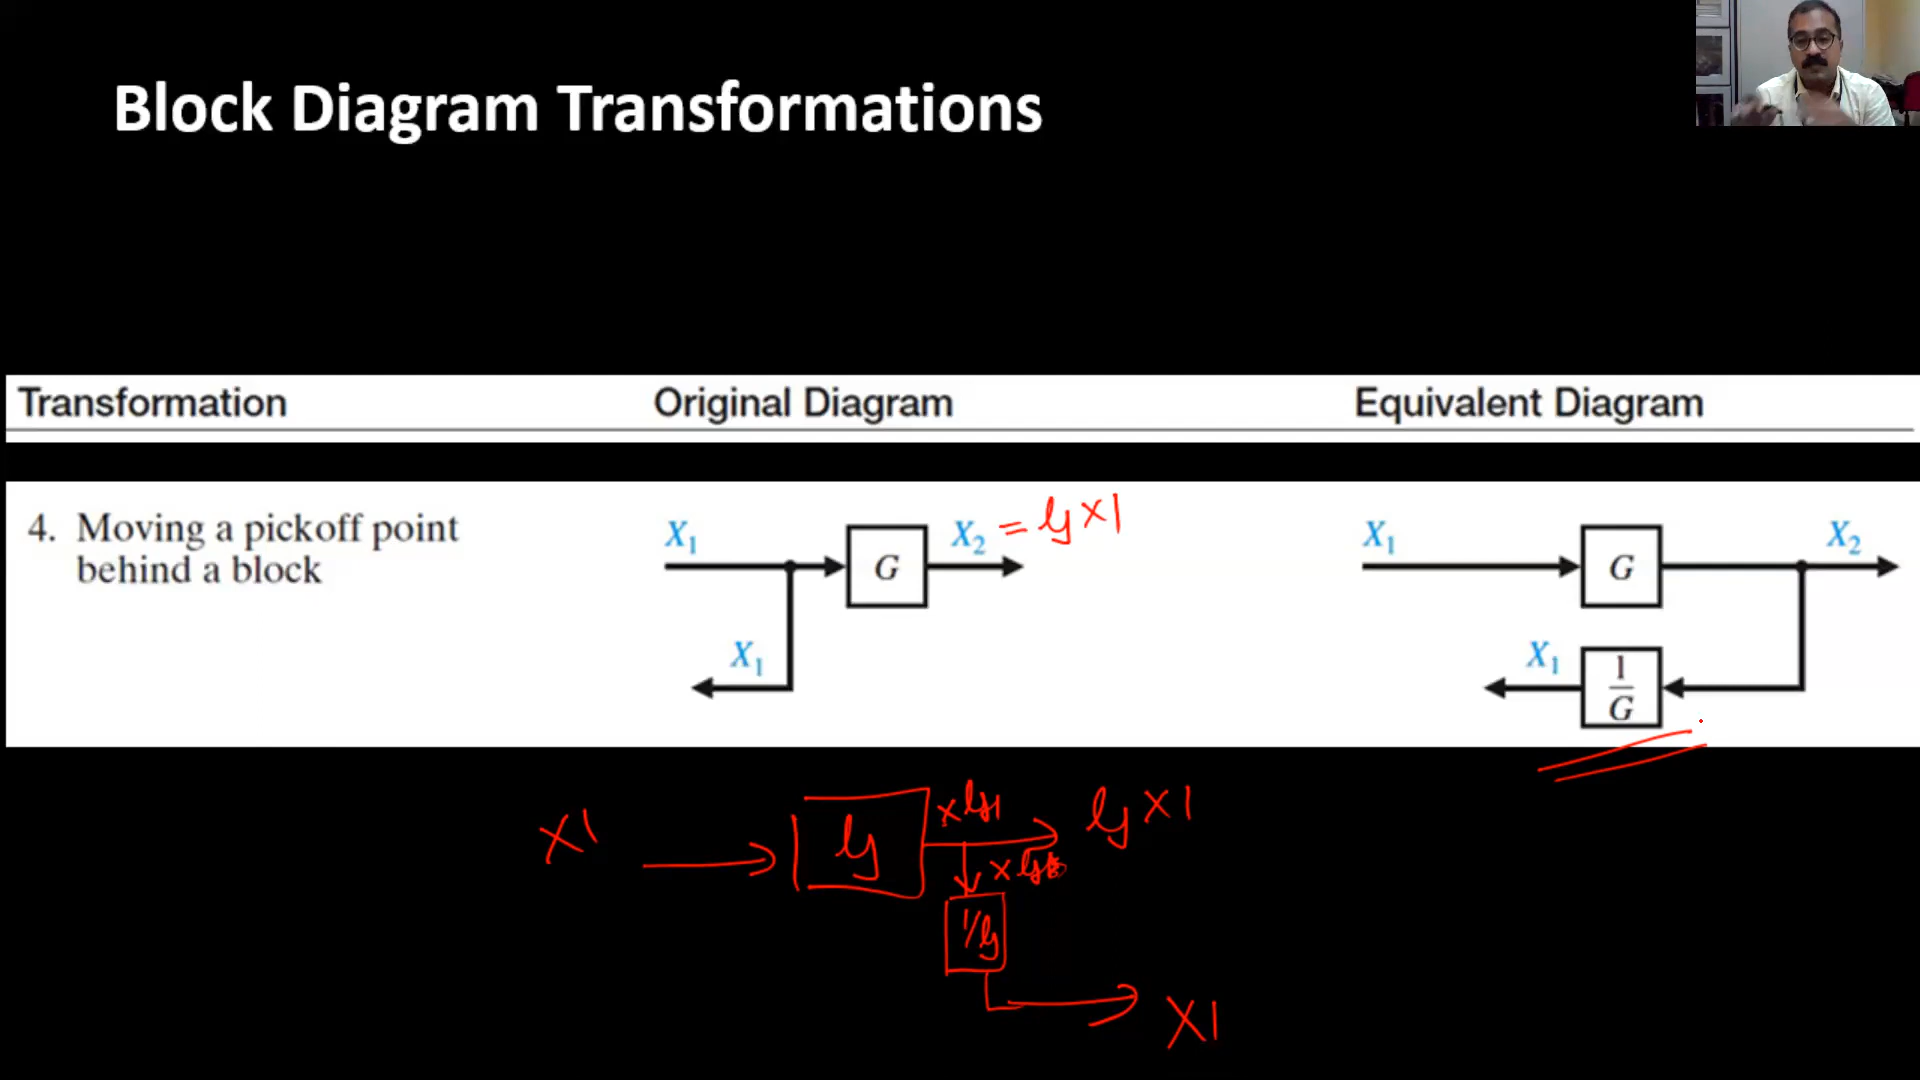 Block Diagram Transformations
Transformation Original Diagram Equivalent Diagram
4. Moving a pickoff point
behind a block
X₁ G X₂ = G X1
X₁
X₁ G X₂
X₁ 1/G
X1 G G X1
1/G
X1